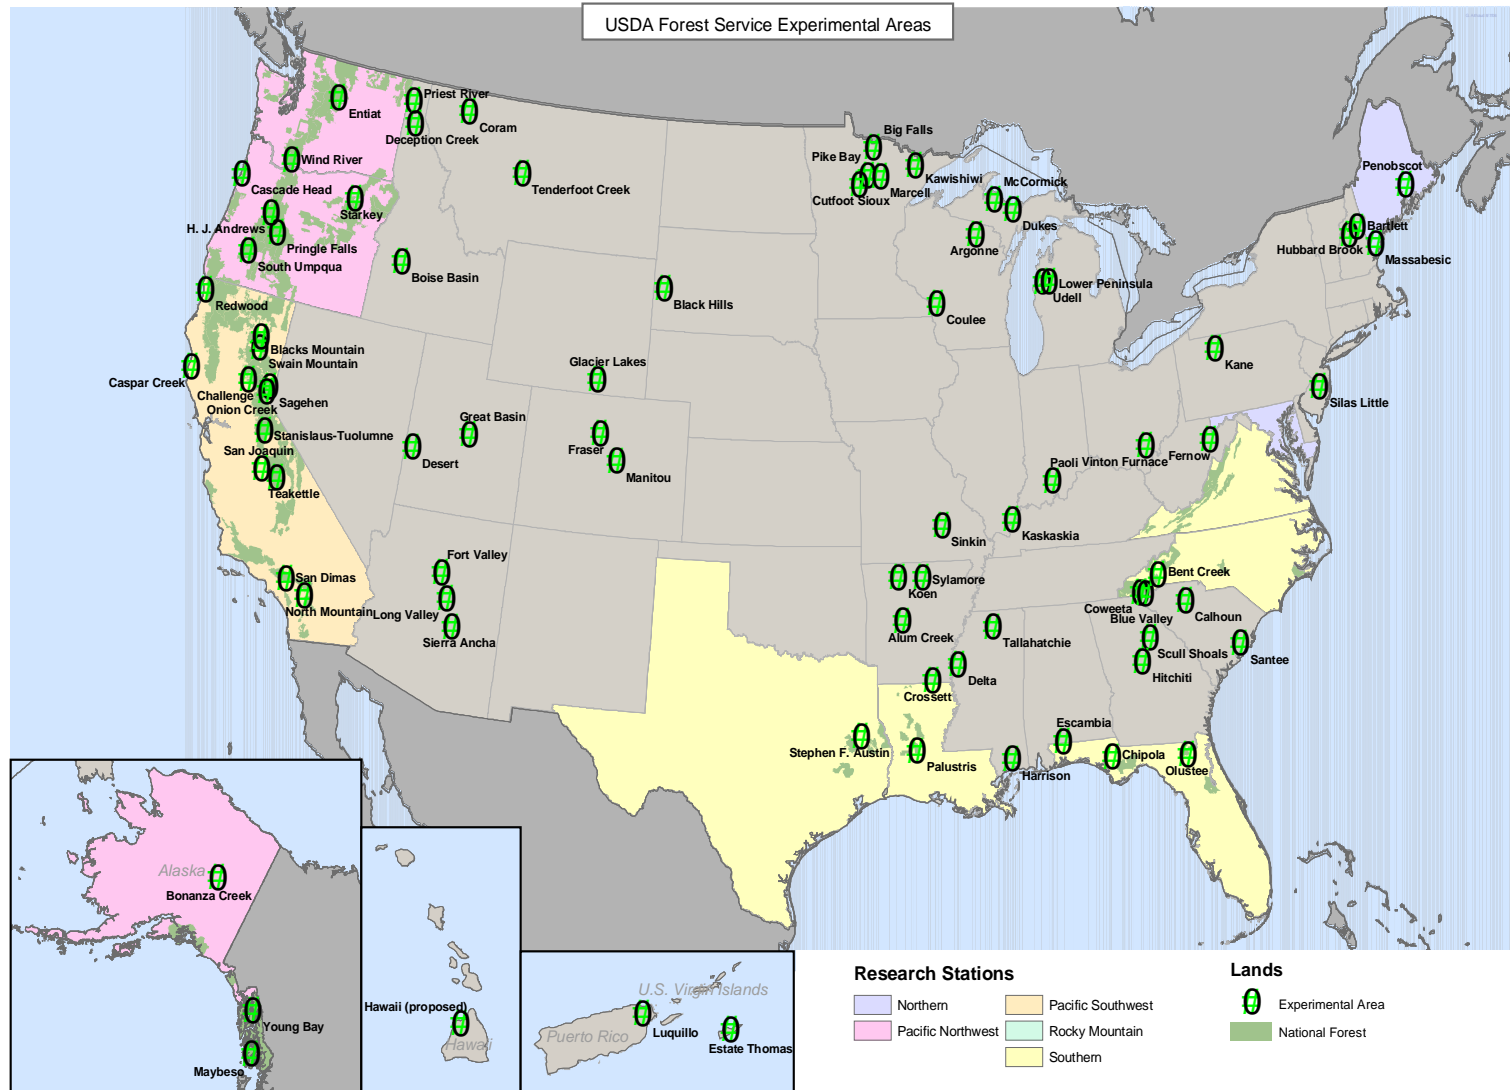 USDA Forest Service Experimental Areas
Priest River
Entiat
Coram
Deception Creek
Big Falls
Pike Bay
Wind River
Kawishiwi
Penobscot
Cascade Head
Tenderfoot Creek
McCormick
Marcell
Cutfoot Sioux
Starkey
Dukes
H. J. Andrews
Bartlett
Pringle Falls
Argonne
Hubbard Brook
Massabesic
South Umpqua
Boise Basin
Lower Peninsula
Udell
Redwood
Black Hills
Coulee
Blacks Mountain
Swain Mountain
Glacier Lakes
Kane
Caspar Creek
Challenge
Sagehen
Onion Creek
Silas Little
Great Basin
Stanislaus-Tuolumne
San Joaquin
Fraser
Desert
Paoli
Vinton Furnace
Fernow
Manitou
Teakettle
Sinkin
Kaskaskia
Fort Valley
San Dimas
Sylamore
Bent Creek
Koen
North Mountain
Long Valley
Coweeta
Blue Valley
Calhoun
Sierra Ancha
Alum Creek
Tallahatchie
Scull Shoals
Santee
Delta
Hitchiti
Crossett
Escambia
Stephen F. Austin
Chipola
Palustris
Olustee
Harrison
Alaska
Bonanza Creek
Young Bay
Maybeso
Hawaii (proposed)
Hawaii
U.S. Virgin Islands
Puerto Rico
Luquillo
Estate Thomas
Research Stations
Northern
Pacific Northwest
Pacific Southwest
Rocky Mountain
Southern
Lands
Experimental Area
National Forest